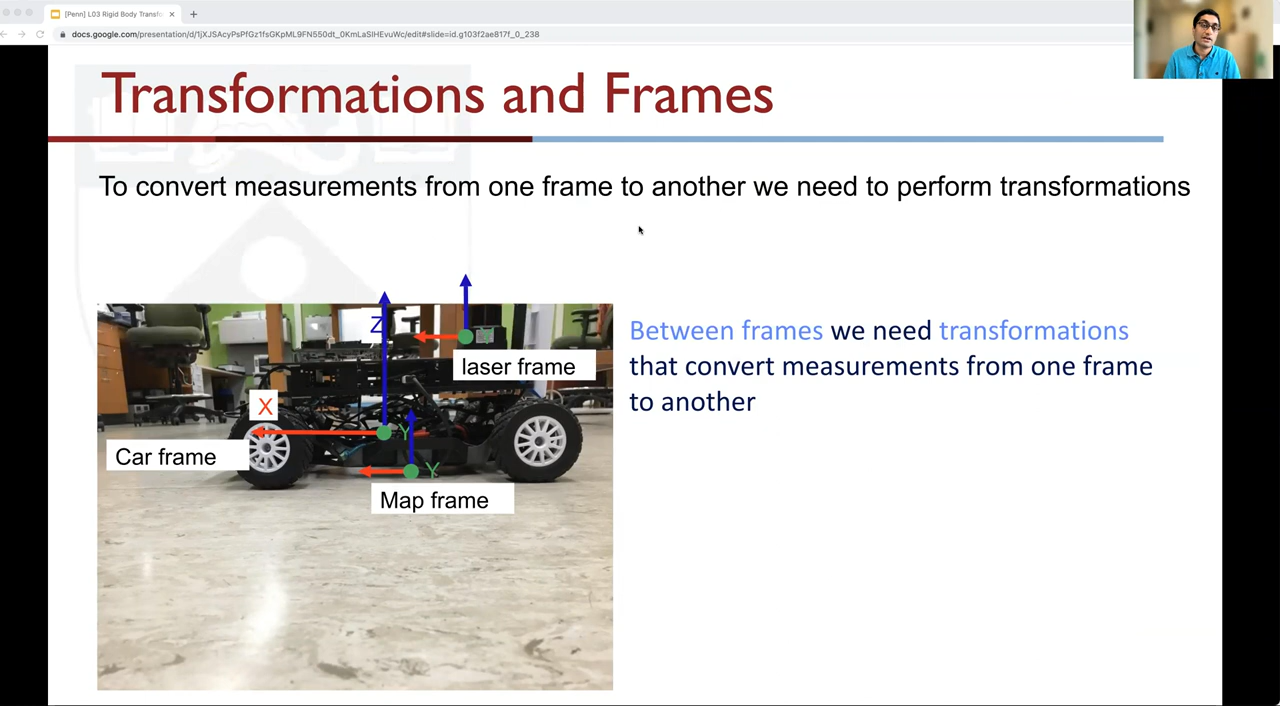 [Penn] L03 Rigid Body Transfo
docs.google.com/presentation/d/1jXJSAcyPsPfGz1fsGKpML9FN550dt_0KmLaSIHEvuWc/edit#slide=id.g103f2ae817f_0_238
Transformations and Frames
To convert measurements from one frame to another we need to perform transformations
Z
laser frame
X
Y
Car frame
Y
Map frame
Between frames we need transformations
that convert measurements from one frame
to another